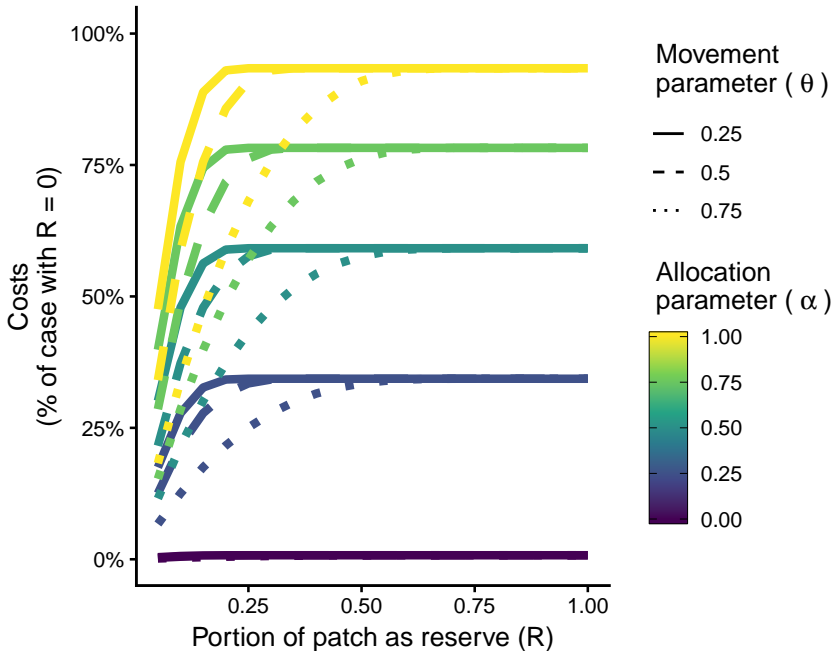 Costs
(% of case with R = 0)
100%
75%
50%
25%
0%
0.25
0.50
0.75
1.00
Portion of patch as reserve (R)
Movement
parameter ( θ )
0.25
0.5
0.75
Allocation
parameter ( α )
1.00
0.75
0.50
0.25
0.00